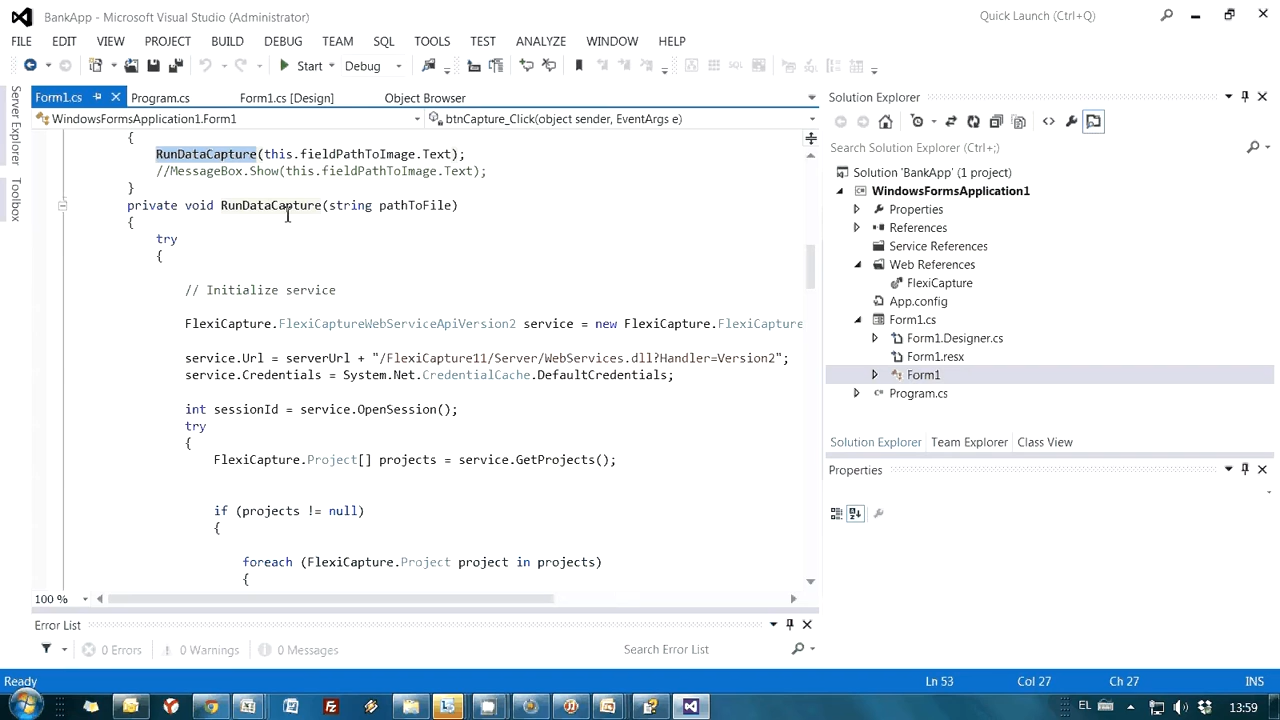 BankApp - Microsoft Visual Studio (Administrator)
Quick Launch (Ctrl+Q)
FILE EDIT VIEW PROJECT BUILD DEBUG TEAM SQL TOOLS TEST ANALYZE WINDOW HELP
Start Debug
Server Explorer
Toolbox
Form1.cs Program.cs Form1.cs [Design] Object Browser
WindowsFormsApplication1.Form1 btnCapture_Click(object sender, EventArgs e)
{
RunDataCapture(this.fieldPathToImage.Text);
//MessageBox.Show(this.fieldPathToImage.Text);
}
private void RunDataCapture(string pathToFile)
{
try
{
// Initialize service
FlexiCapture.FlexiCaptureWebServiceApiVersion2 service = new FlexiCapture.FlexiCapture
service.Url = serverUrl + "/FlexiCapture11/Server/WebServices.dll?Handler=Version2";
service.Credentials = System.Net.CredentialCache.DefaultCredentials;
int sessionId = service.OpenSession();
try
{
FlexiCapture.Project[] projects = service.GetProjects();
if (projects != null)
{
foreach (FlexiCapture.Project project in projects)
{
100 %
Solution Explorer
Search Solution Explorer (Ctrl+;)
Solution 'BankApp' (1 project)
WindowsFormsApplication1
Properties
References
Service References
Web References
FlexiCapture
App.config
Form1.cs
Form1.Designer.cs
Form1.resx
Form1
Program.cs
Solution Explorer Team Explorer Class View
Properties
Error List
0 Errors 0 Warnings 0 Messages Search Error List
Ready Ln 53 Col 27 Ch 27 INS
EL 13:59